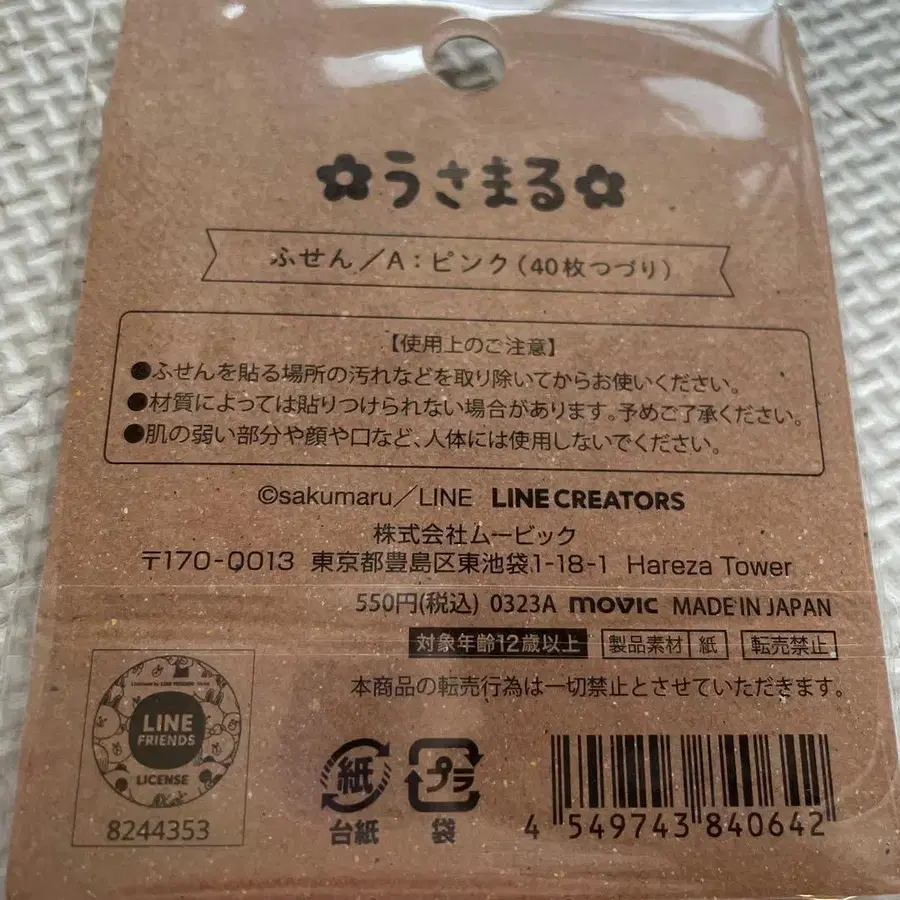 ✿うさまる✿
ふせん／A：ピンク（40枚つづり）
【使用上のご注意】
●ふせんを貼る場所の汚れなどを取り除いてからお使いください。
●材質によっては貼りつけられない場合があります。予めご了承ください。
●肌の弱い部分や顔や口など、人体には使用しないでください。
©sakumaru／LINE LINE CREATORS
株式会社ムービック
〒170-0013 東京都豊島区東池袋1-18-1 Hareza Tower
550円(税込) 0323A movic MADE IN JAPAN
対象年齢12歳以上 製品素材 紙 転売禁止
本商品の転売行為は一切禁止とさせていただきます。
LINE
FRIENDS
LICENSE
8244353
紙
台紙
プラ
袋
4 549743 840642